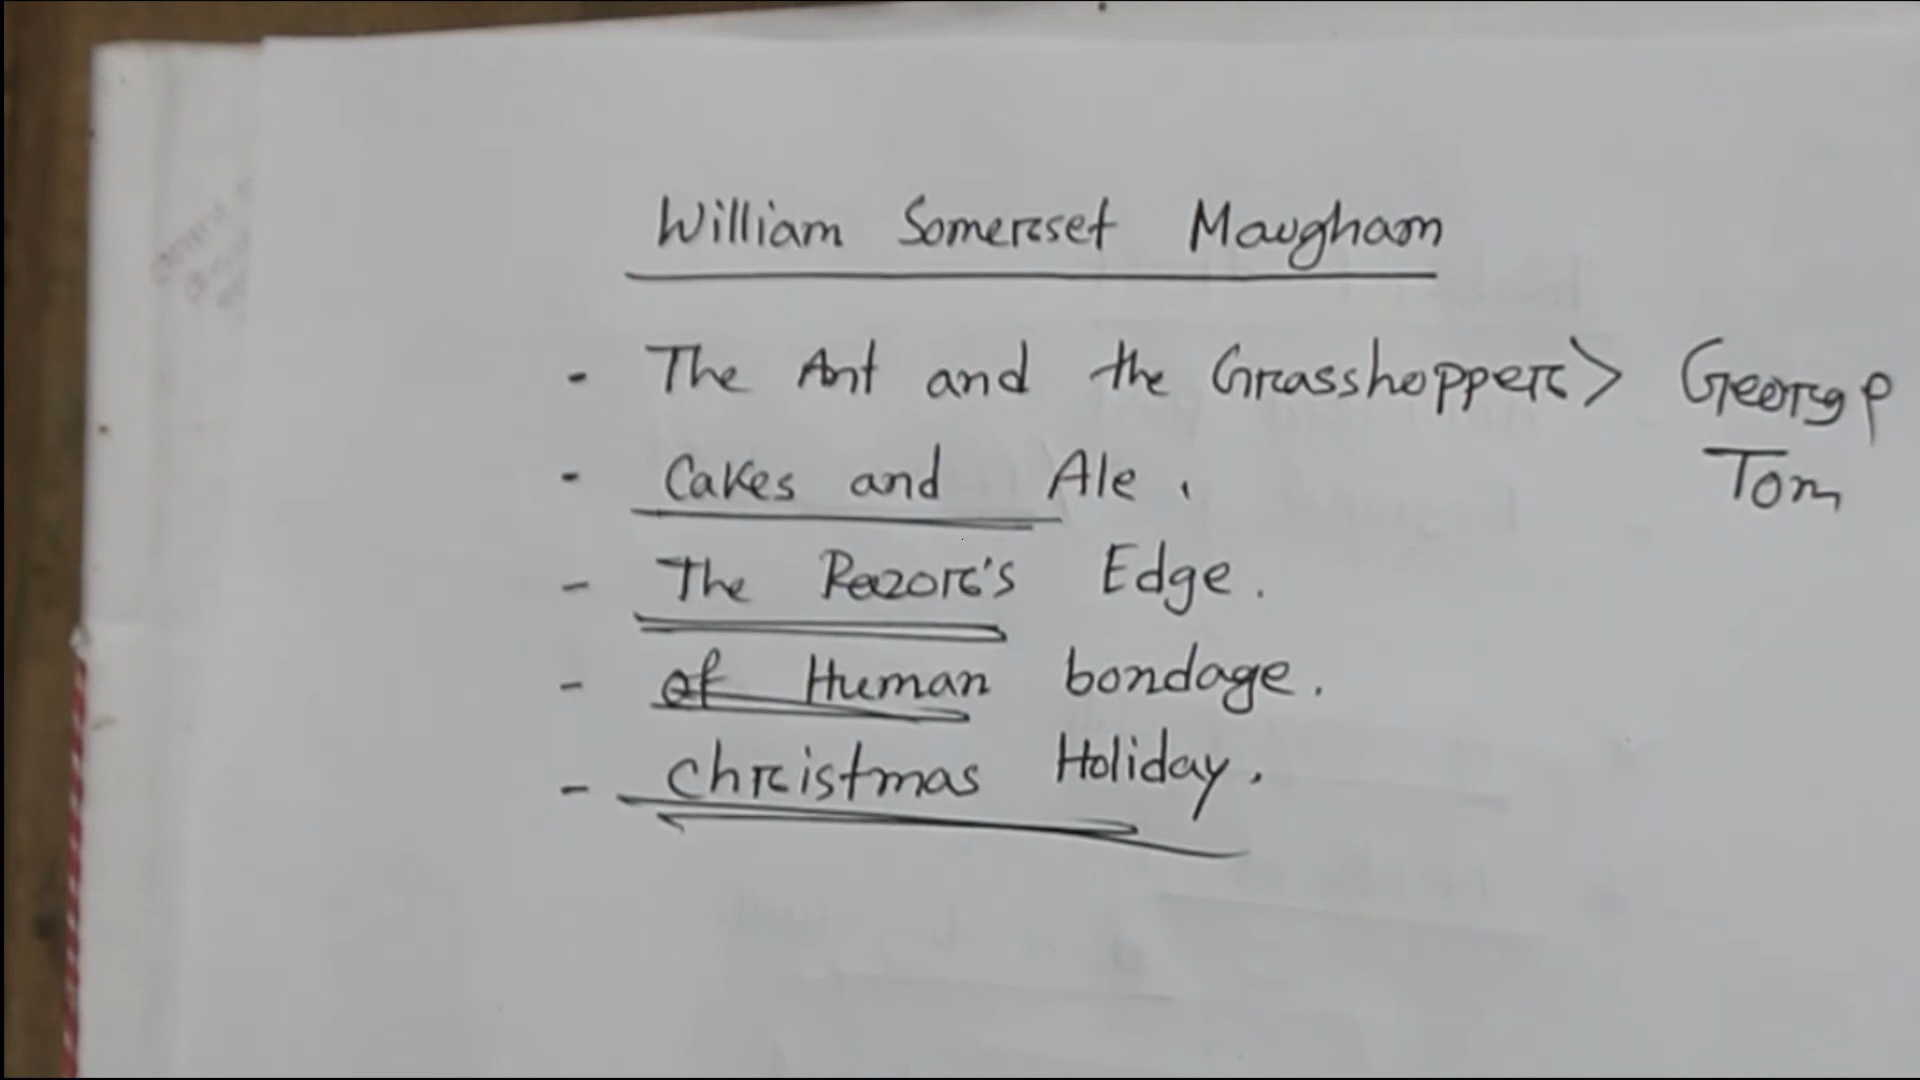 William Somerset Maugham
- The Ant and the Grasshopper > George
Tom
- Cakes and Ale.
- The Razor's Edge.
- of Human bondage.
- Christmas Holiday.